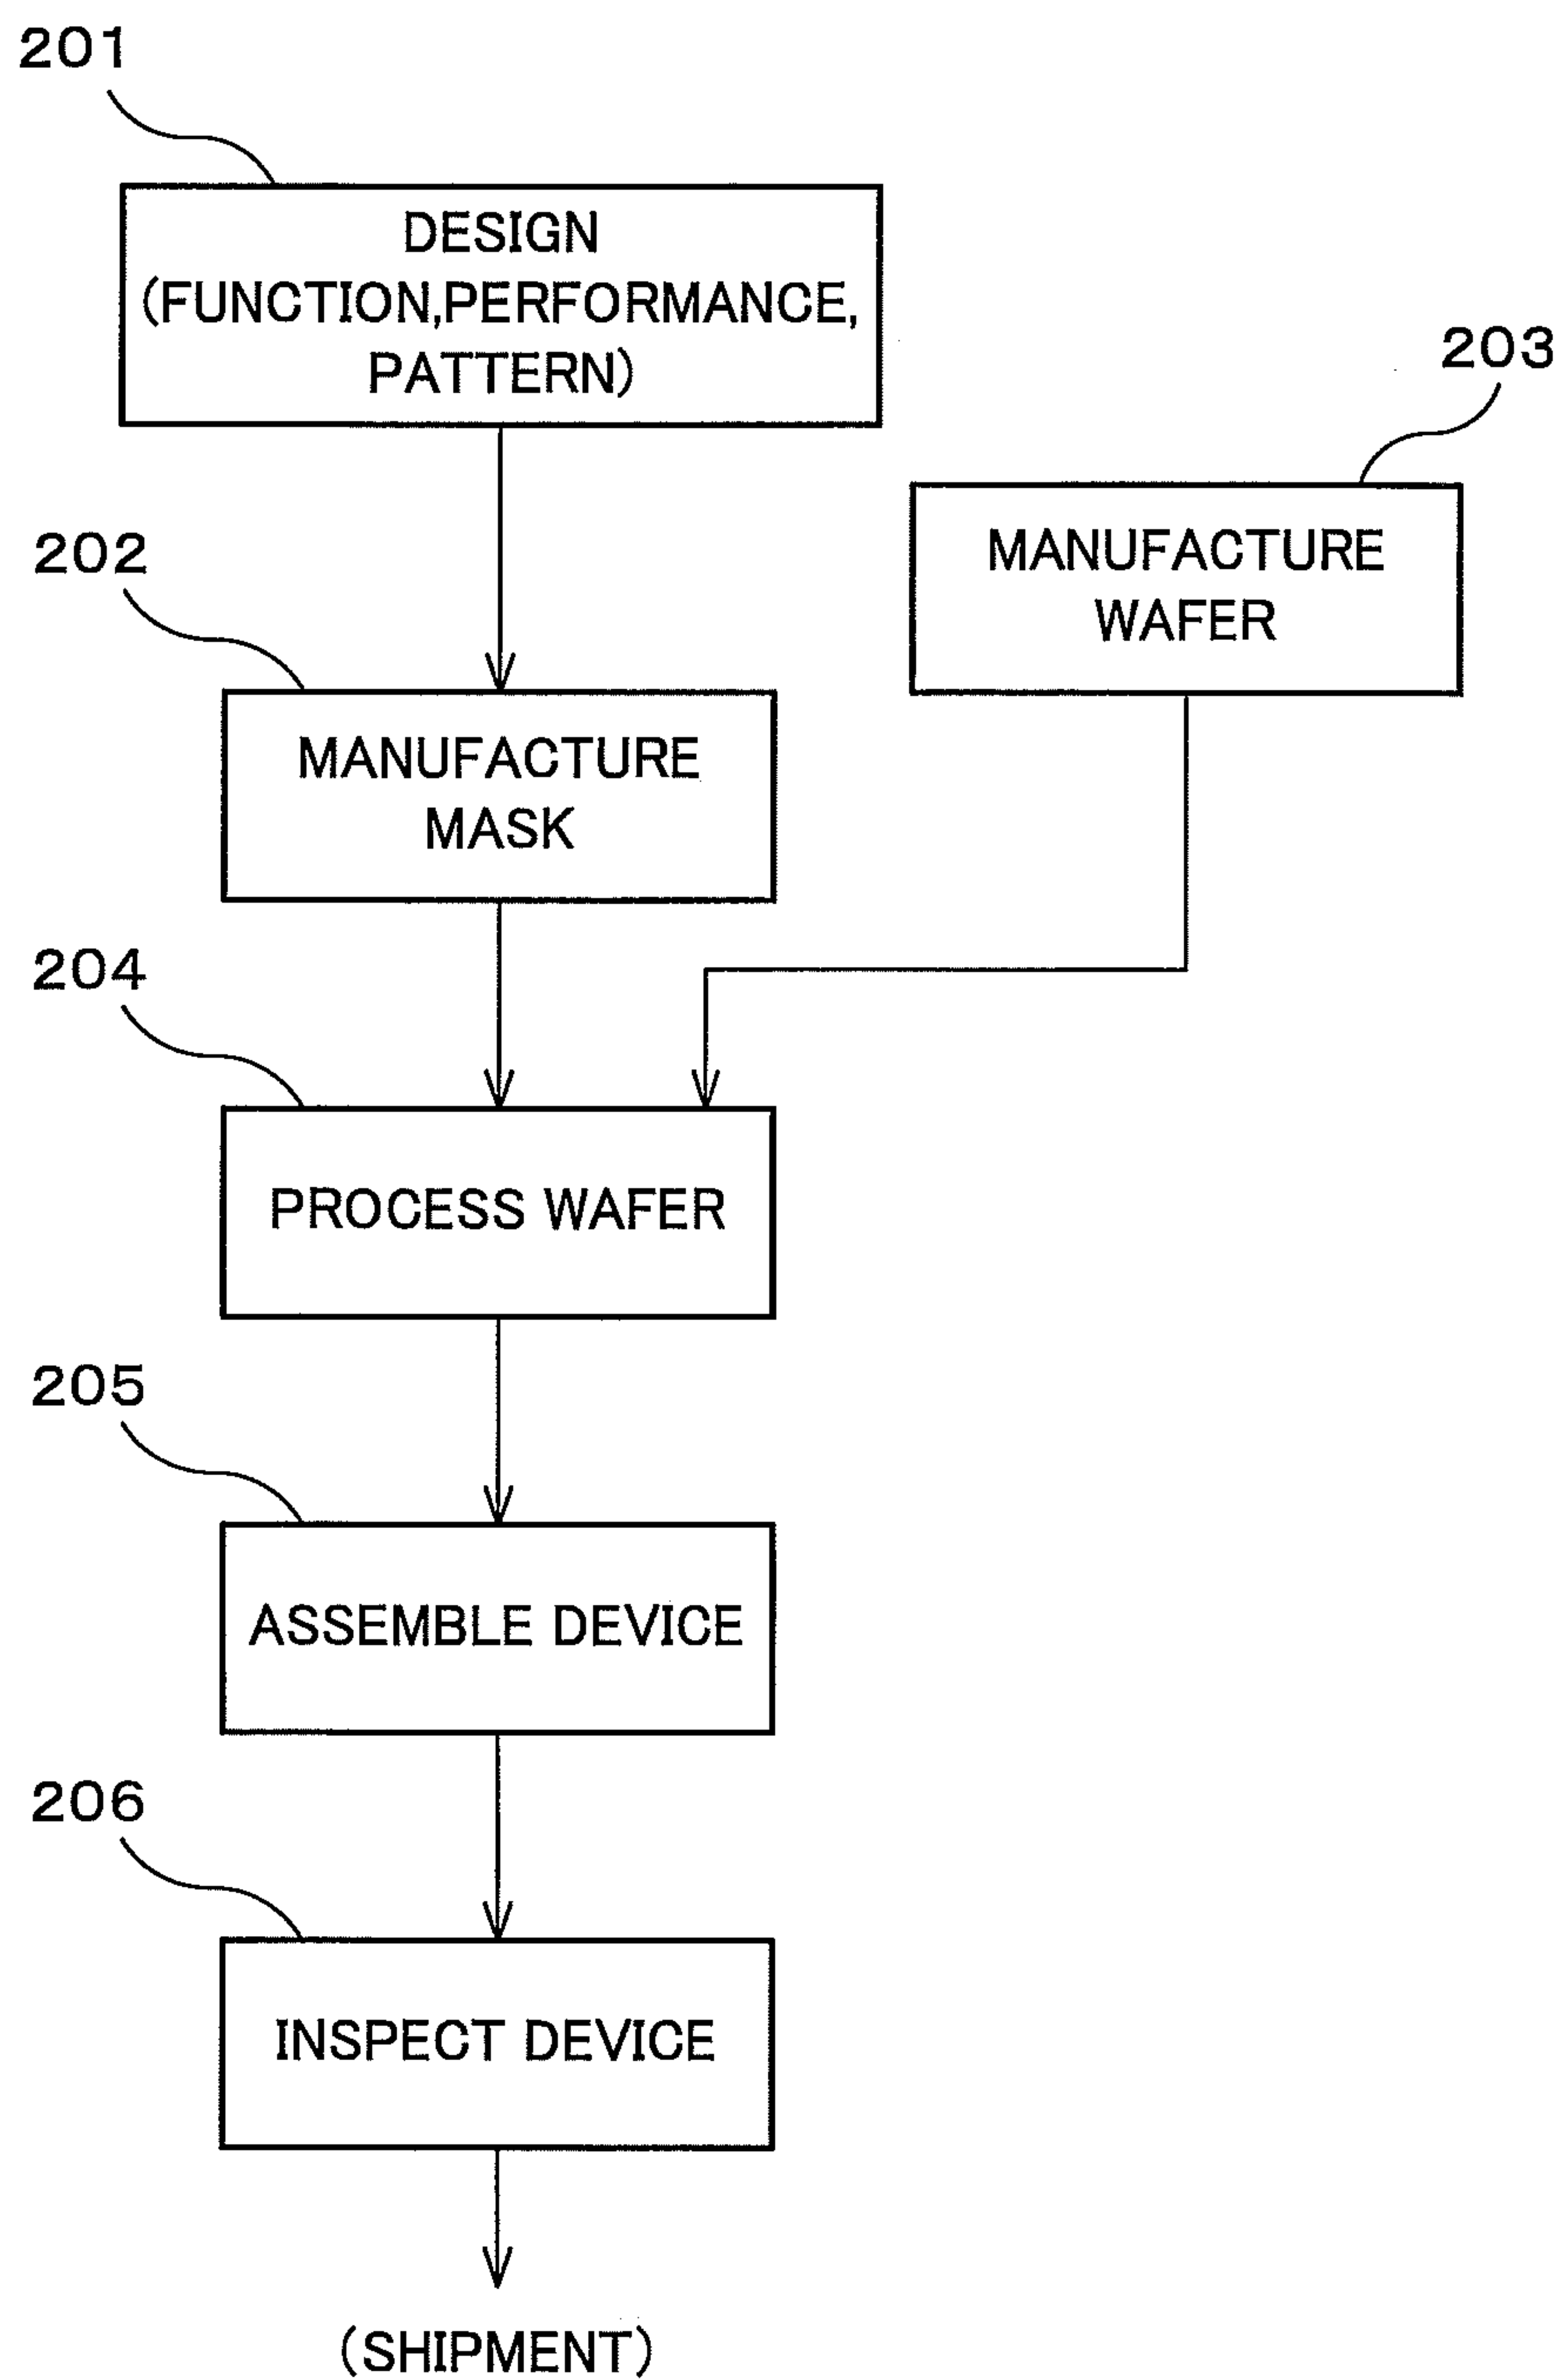 201
DESIGN
(FUNCTION,PERFORMANCE,
PATTERN)
203
MANUFACTURE
WAFER
202
MANUFACTURE
MASK
204
PROCESS WAFER
205
ASSEMBLE DEVICE
206
INSPECT DEVICE
(SHIPMENT)